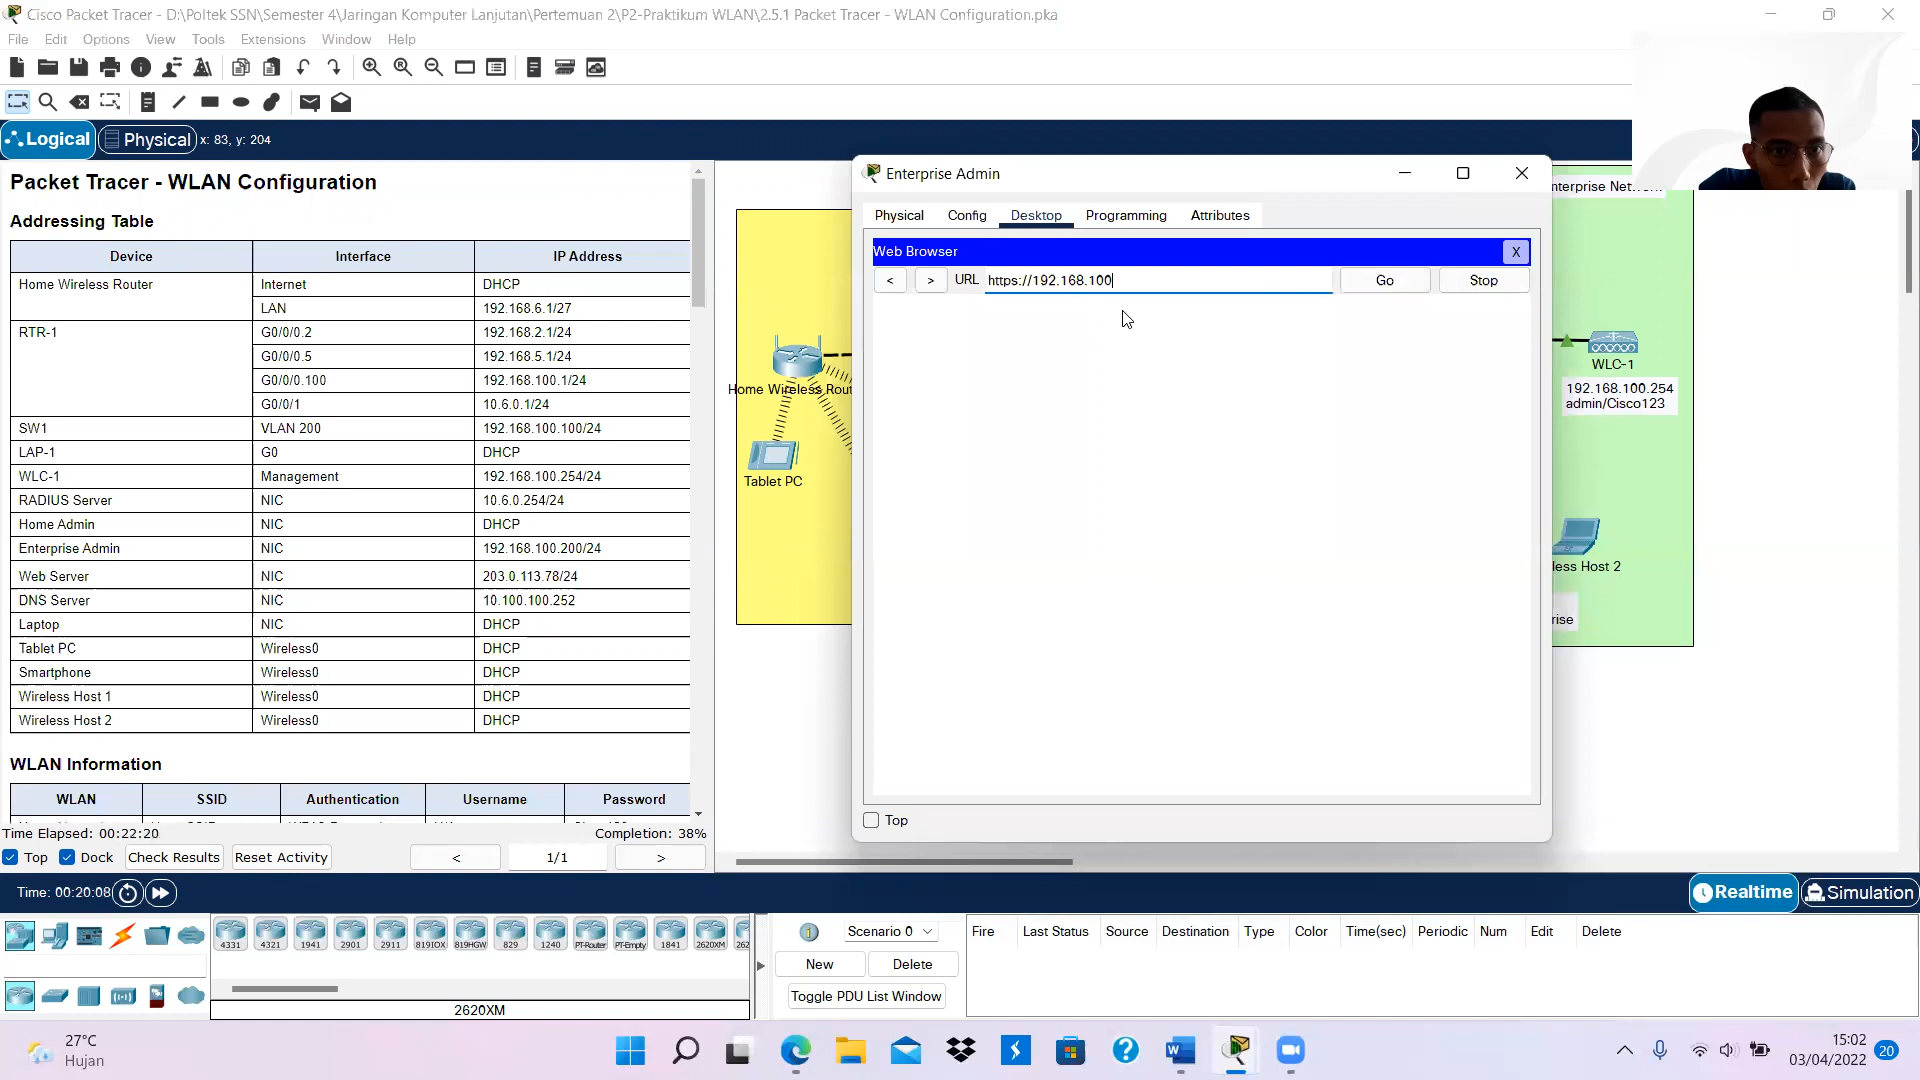 Cisco Packet Tracer - D:\Poltek SSN\Semester 4\Jaringan Komputer Lanjutan\Pertemuan 2\P2-Praktikum WLAN\2.5.1 Packet Tracer - WLAN Configuration.pka
File Edit Options View Tools Extensions Window Help
Logical Physical x: 83, y: 204
Packet Tracer - WLAN Configuration
Addressing Table
Device Interface IP Address
Home Wireless Router Internet DHCP
LAN 192.168.6.1/27
RTR-1 G0/0/0.2 192.168.2.1/24
G0/0/0.5 192.168.5.1/24
G0/0/0.100 192.168.100.1/24
G0/0/1 10.6.0.1/24
SW1 VLAN 200 192.168.100.100/24
LAP-1 G0 DHCP
WLC-1 Management 192.168.100.254/24
RADIUS Server NIC 10.6.0.254/24
Home Admin NIC DHCP
Enterprise Admin NIC 192.168.100.200/24
Web Server NIC 203.0.113.78/24
DNS Server NIC 10.100.100.252
Laptop NIC DHCP
Tablet PC Wireless0 DHCP
Smartphone Wireless0 DHCP
Wireless Host 1 Wireless0 DHCP
Wireless Host 2 Wireless0 DHCP
WLAN Information
WLAN SSID Authentication Username Password
Time Elapsed: 00:22:20 Completion: 38%
Top Dock Check Results Reset Activity < 1/1 >
Home Wireless Rout
Tablet PC
Enterprise Admin
Physical Config Desktop Programming Attributes
Web Browser X
< > URL https://192.168.100 Go Stop
Top
nterprise Netw
WLC-1
192.168.100.254
admin/Cisco123
less Host 2
rise
Time: 00:20:08 Realtime Simulation
4331 4321 1941 2901 2911 819IOX 819HGW 829 1240 PT-Router PT-Empty 1841 2620XM 262
2620XM
Scenario 0
New Delete
Toggle PDU List Window
Fire Last Status Source Destination Type Color Time(sec) Periodic Num Edit Delete
27°C
Hujan
15:02
03/04/2022 20